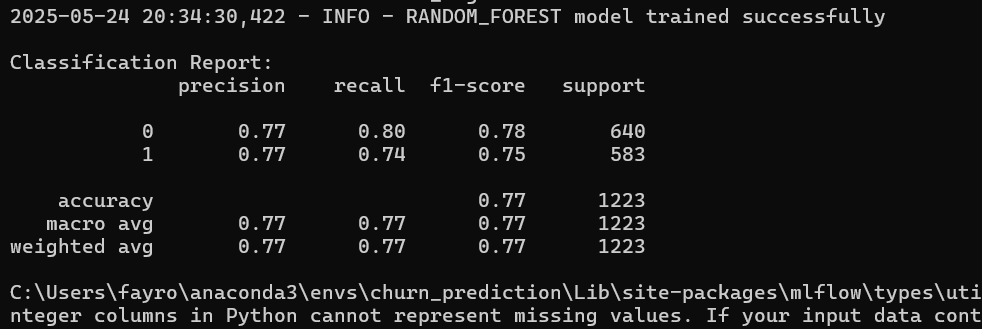 2025-05-24 20:34:30,422 - INFO - RANDOM_FOREST model trained successfully
Classification Report:
precision recall f1-score support
0 0.77 0.80 0.78 640
1 0.77 0.74 0.75 583
accuracy 0.77 1223
macro avg 0.77 0.77 0.77 1223
weighted avg 0.77 0.77 0.77 1223
C:\Users\fayro\anaconda3\envs\churn_prediction\Lib\site-packages\mlflow\types\uti
nteger columns in Python cannot represent missing values. If your input data cont